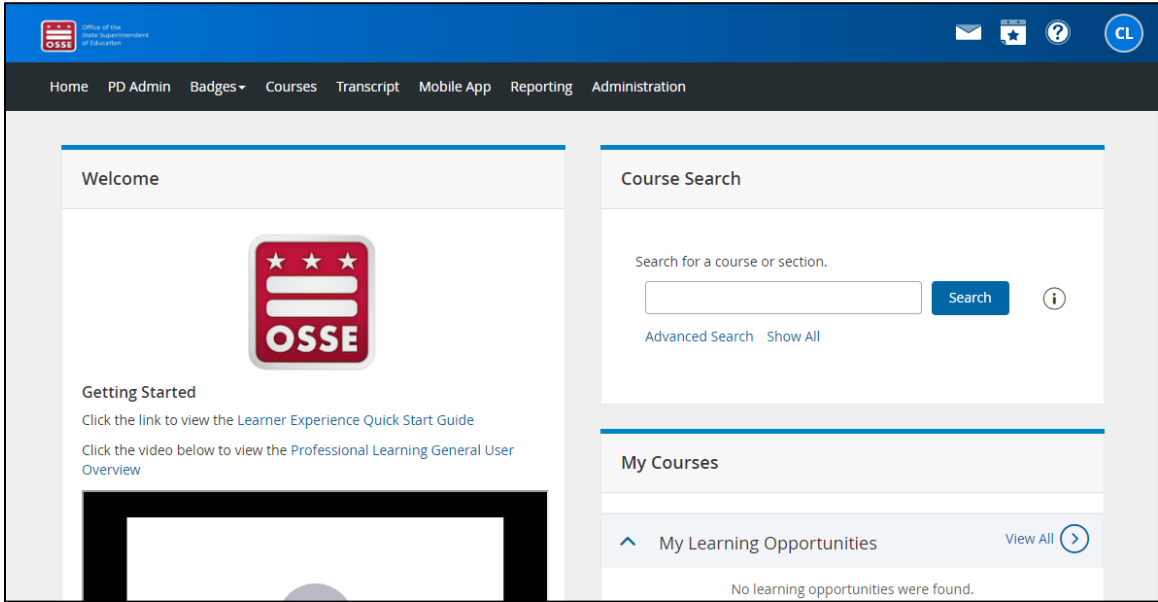 OSSE
Office of the
State Superintendent
of Education
CL
Home PD Admin Badges Courses Transcript Mobile App Reporting Administration
Welcome
OSSE
Getting Started
Click the link to view the Learner Experience Quick Start Guide
Click the video below to view the Professional Learning General User
Overview
Course Search
Search for a course or section.
Search
Advanced Search Show All
My Courses
My Learning Opportunities
View All
No learning opportunities were found.